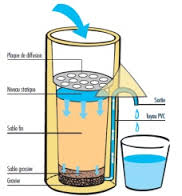 Plaque de diffusion
Niveau statique
Sortie
tuyau PVC
Sable fin
Sable grossier
Gravier